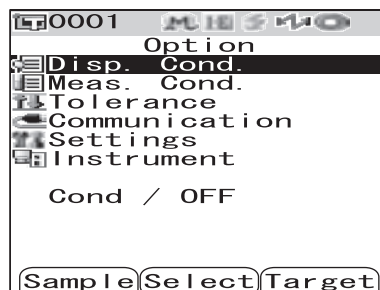 0001
Option
Disp. Cond.
Meas. Cond.
Tolerance
Communication
Settings
Instrument
Cond / OFF
Sample Select Target